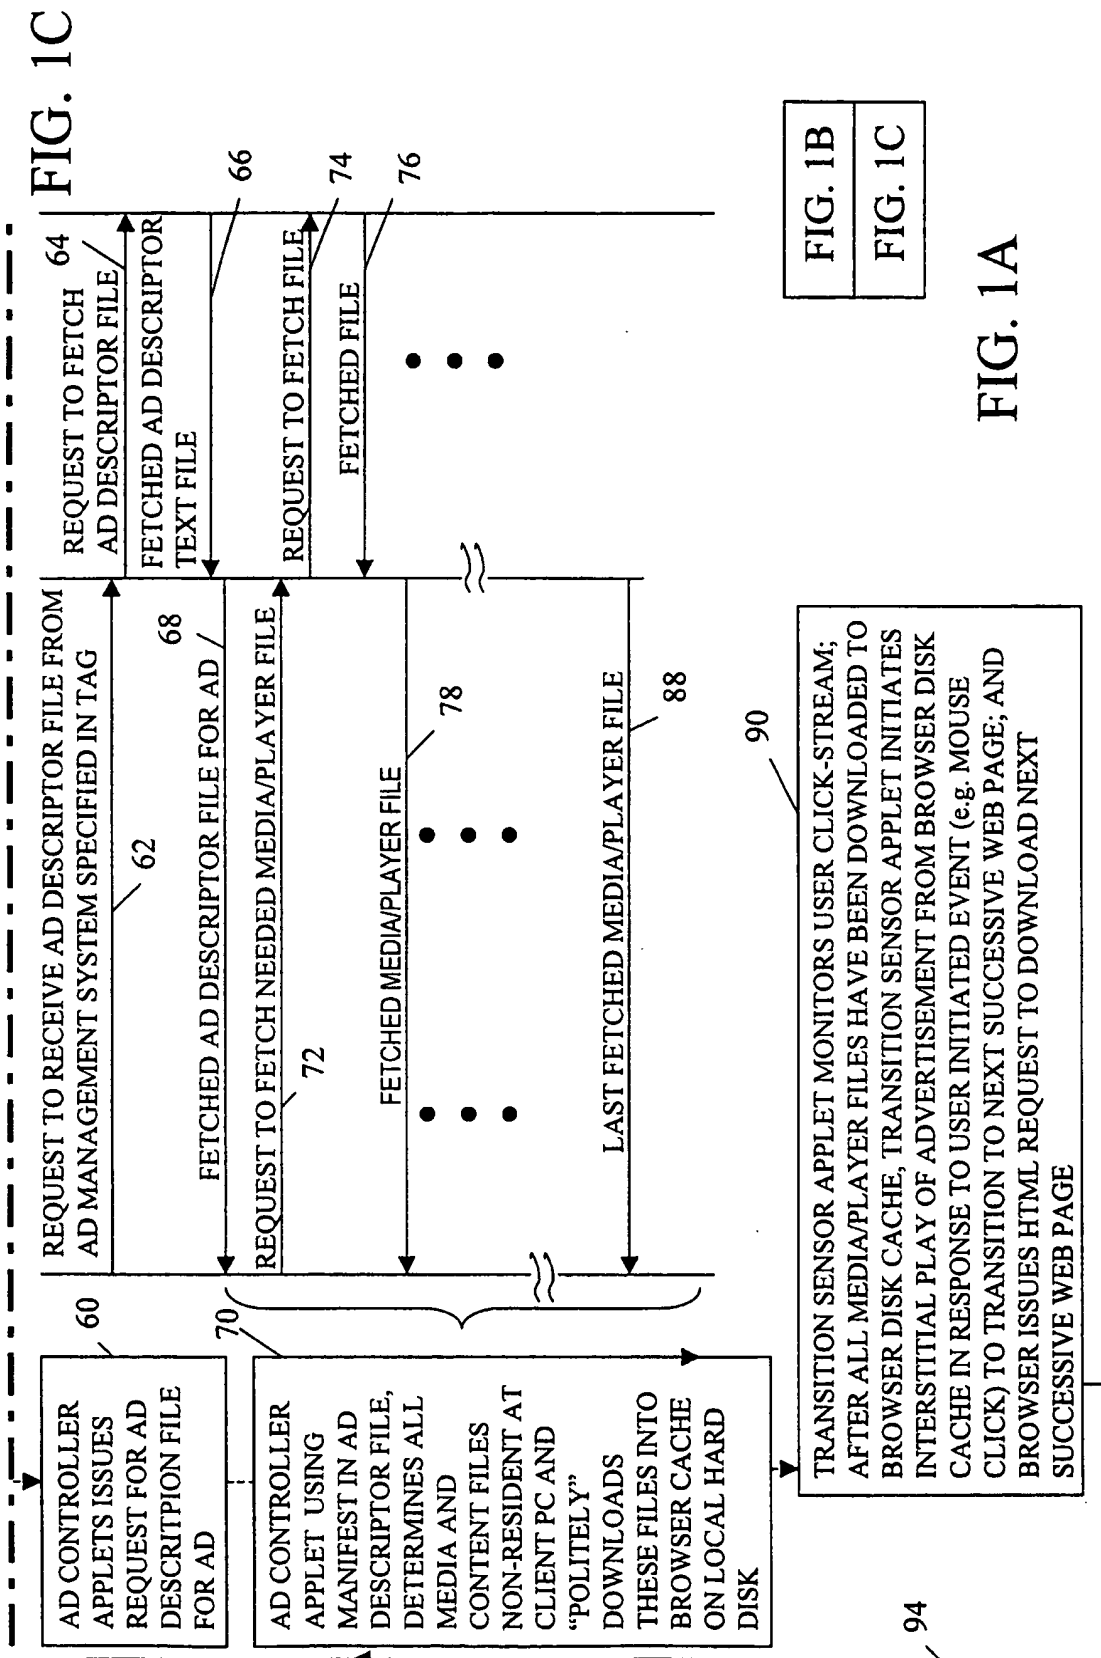 FIG. 1C
AD CONTROLLER
APPLETS ISSUES
REQUEST FOR AD
DESCRITPION FILE
FOR AD
60
REQUEST TO RECEIVE AD DESCRIPTOR FILE FROM
AD MANAGEMENT SYSTEM SPECIFIED IN TAG
62
REQUEST TO FETCH
AD DESCRIPTOR FILE
64
FETCHED AD DESCRIPTOR
TEXT FILE
66
FETCHED AD DESCRIPTOR FILE FOR AD
68
AD CONTROLLER
APPLET USING
MANIFEST IN AD
DESCRIPTOR FILE,
DETERMINES ALL
MEDIA AND
CONTENT FILES
NON-RESIDENT AT
CLIENT PC AND
“POLITELY”
DOWNLOADS
THESE FILES INTO
BROWSER CACHE
ON LOCAL HARD
DISK
70
REQUEST TO FETCH NEEDED MEDIA/PLAYER FILE
72
REQUEST TO FETCH FILE
74
FETCHED FILE
76
FETCHED MEDIA/PLAYER FILE
78
LAST FETCHED MEDIA/PLAYER FILE
88
90
TRANSITION SENSOR APPLET MONITORS USER CLICK-STREAM;
AFTER ALL MEDIA/PLAYER FILES HAVE BEEN DOWNLOADED TO
BROWSER DISK CACHE, TRANSITION SENSOR APPLET INITIATES
INTERSTITIAL PLAY OF ADVERTISEMENT FROM BROWSER DISK
CACHE IN RESPONSE TO USER INITIATED EVENT (e.g. MOUSE
CLICK) TO TRANSITION TO NEXT SUCCESSIVE WEB PAGE; AND
BROWSER ISSUES HTML REQUEST TO DOWNLOAD NEXT
SUCCESSIVE WEB PAGE
94
FIG. 1B
FIG. 1C
FIG. 1A